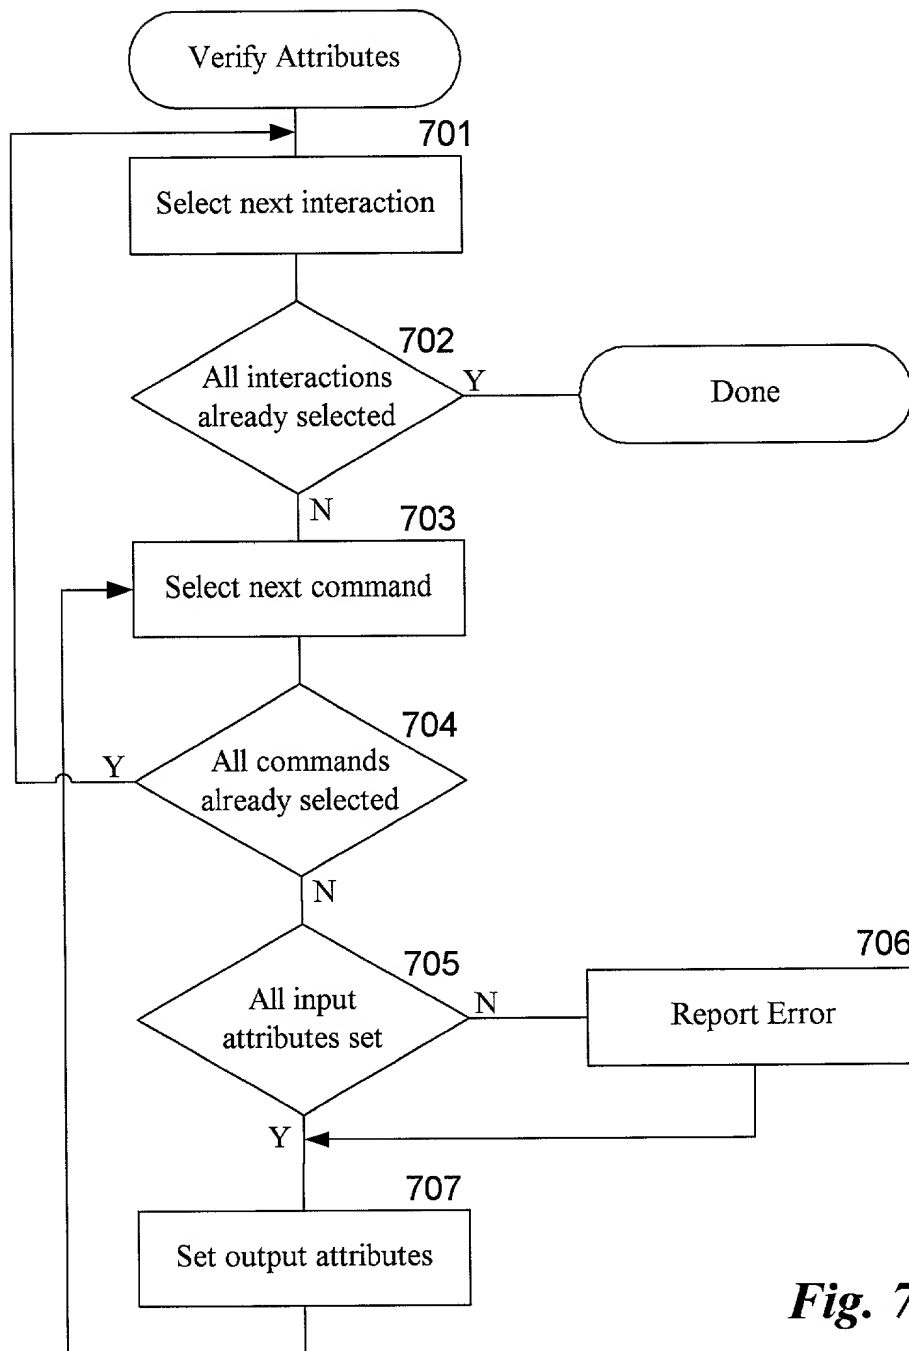 Verify Attributes
701
Select next interaction
702
All interactions
already selected
Y
Done
N
703
Select next command
704
All commands
already selected
Y
N
705
All input
attributes set
N
706
Report Error
Y
707
Set output attributes
Fig. 7